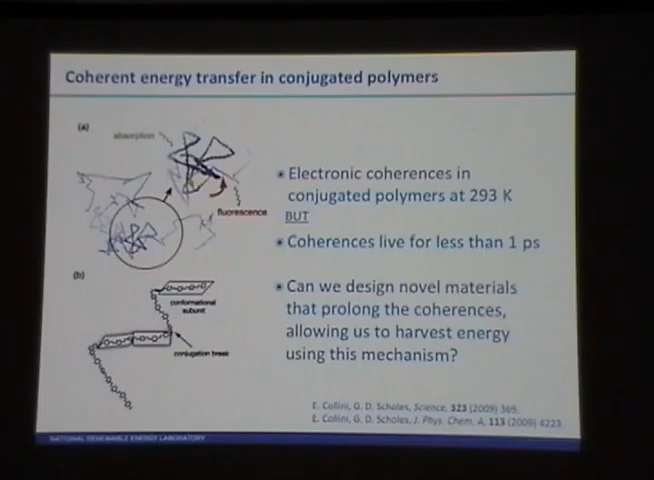 Coherent energy transfer in conjugated polymers
(a)
absorption
fluorescence
(b)
conformational
subunit
conjugation break
Electronic coherences in
conjugated polymers at 293 K
BUT
Coherences live for less than 1 ps
Can we design novel materials
that prolong the coherences,
allowing us to harvest energy
using this mechanism?
E. Collini, G. D. Scholes, Science, 323 (2009) 369.
E. Collini, G. D. Scholes, J. Phys. Chem. A, 113 (2009) 4223.
NATIONAL RENEWABLE ENERGY LABORATORY